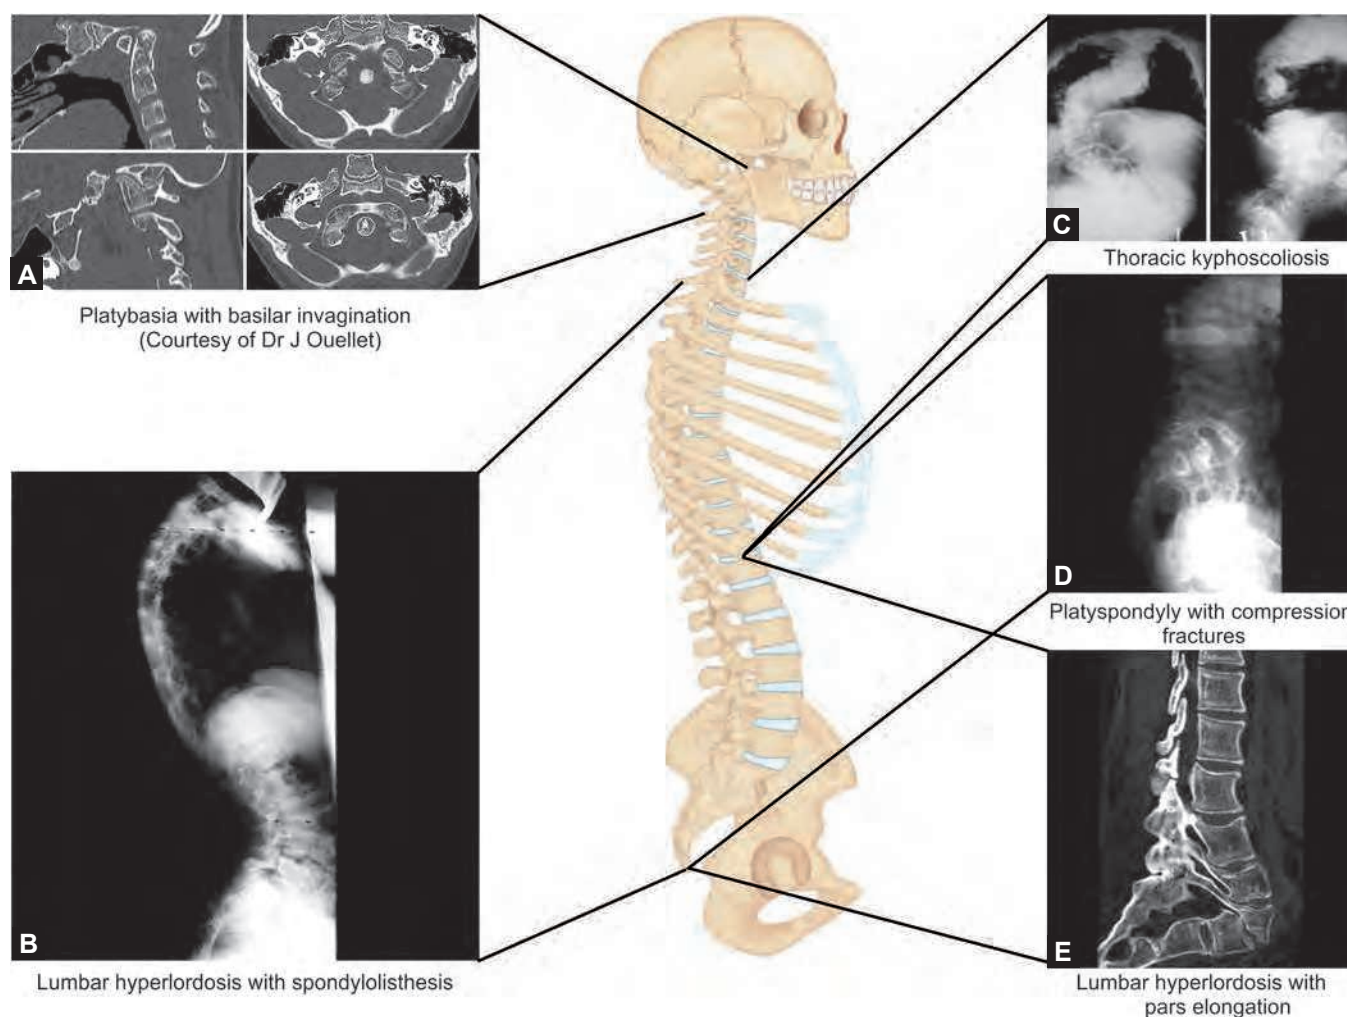 A
Platybasia with basilar invagination
(Courtesy of Dr J Ouellet)
B
Lumbar hyperlordosis with spondylolisthesis
C
Thoracic kyphoscoliosis
D
Platyspondyly with compression
fractures
E
Lumbar hyperlordosis with
pars elongation